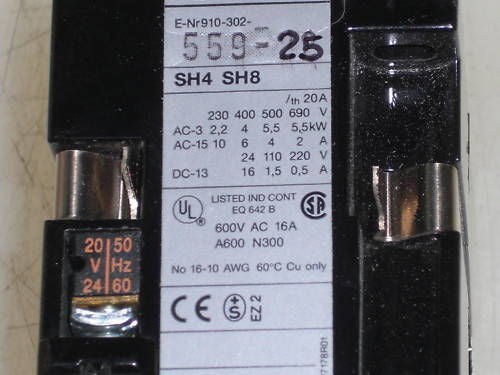 E-Nr910-302-
559-25
SH4 SH8
Ith 20A
230 400 500 690 V
AC-3 2,2 4 5,5 5,5kW
AC-15 10 6 4 2 A
24 110 220 V
DC-13 16 1,5 0,5 A
UL LISTED IND CONT SA
EQ 642 B
600V AC 16A
A600 N300
No 16-10 AWG 60°C Cu only
CE +S EZ 2
20 50
V Hz
24 60
7178R01